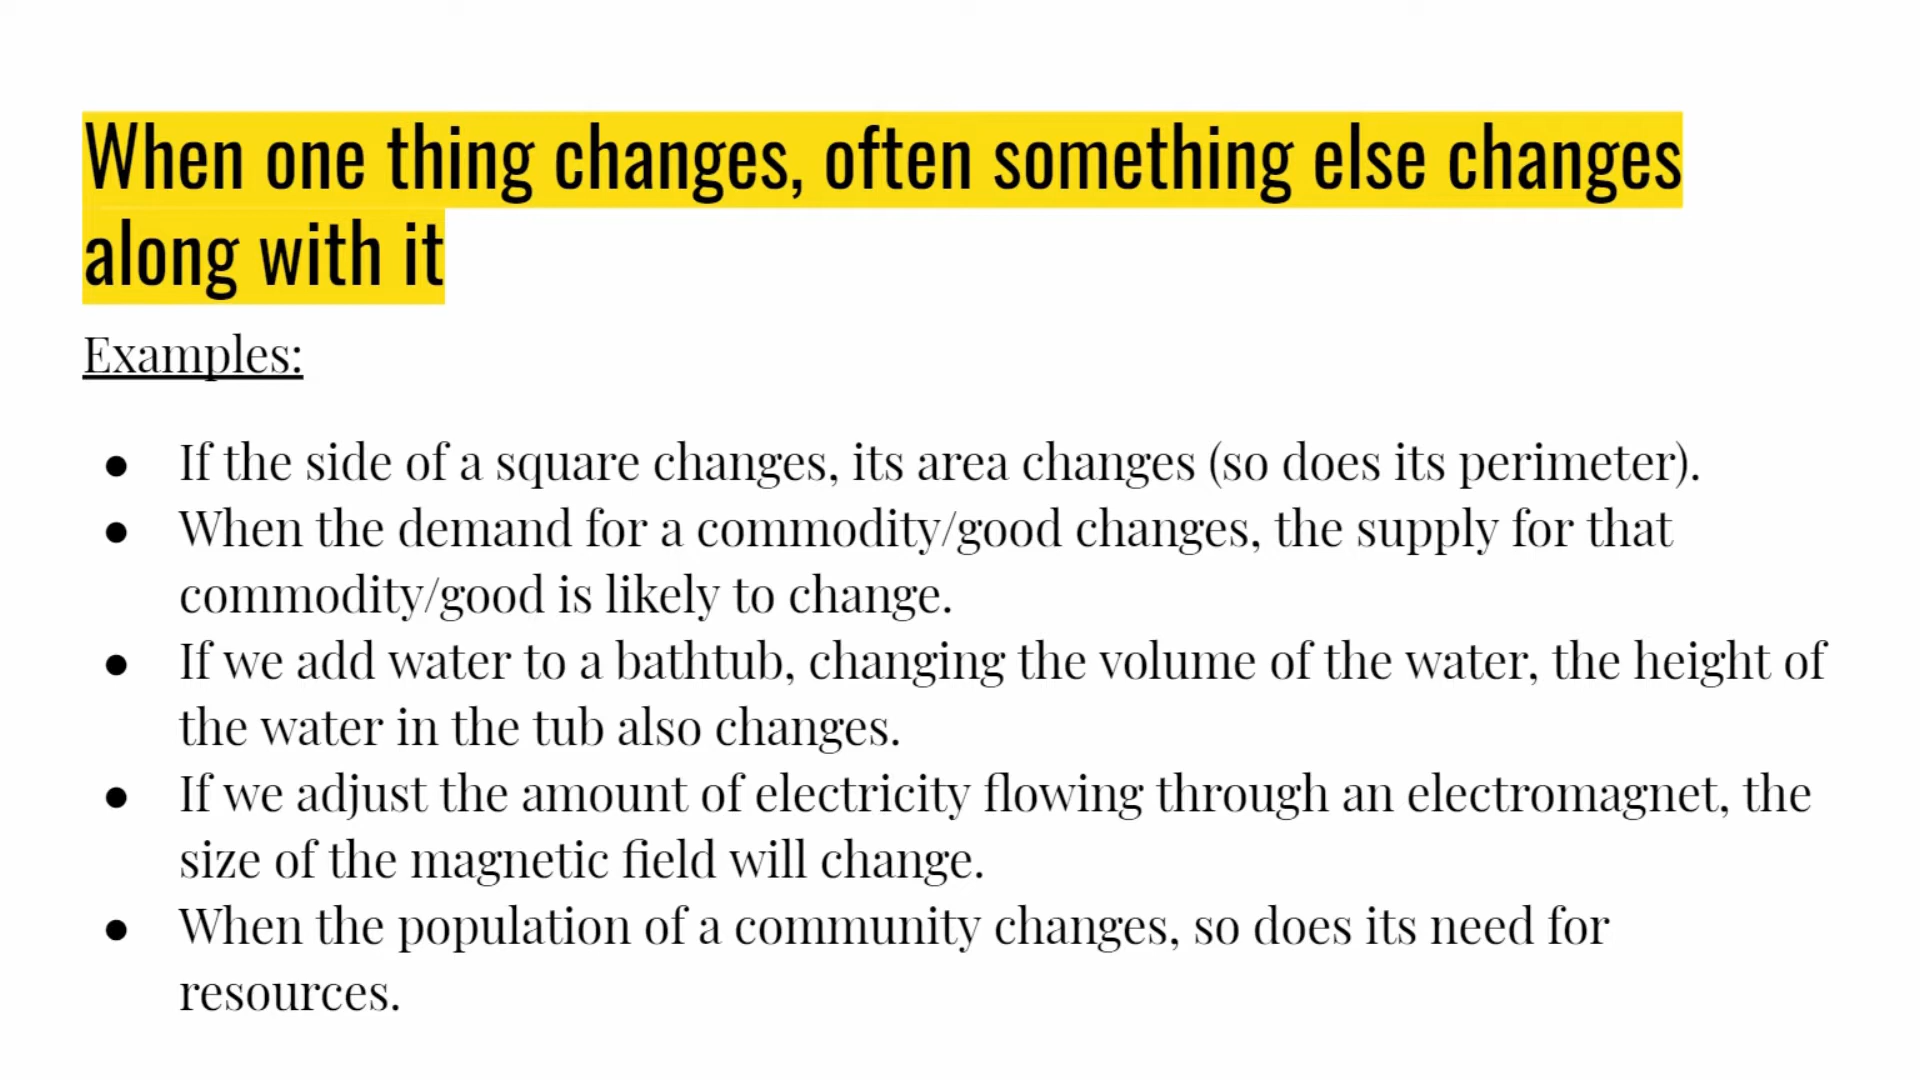 When one thing changes, often something else changes
along with it
Examples:
● If the side of a square changes, its area changes (so does its perimeter).
● When the demand for a commodity/good changes, the supply for that
commodity/good is likely to change.
● If we add water to a bathtub, changing the volume of the water, the height of
the water in the tub also changes.
● If we adjust the amount of electricity flowing through an electromagnet, the
size of the magnetic field will change.
● When the population of a community changes, so does its need for
resources.